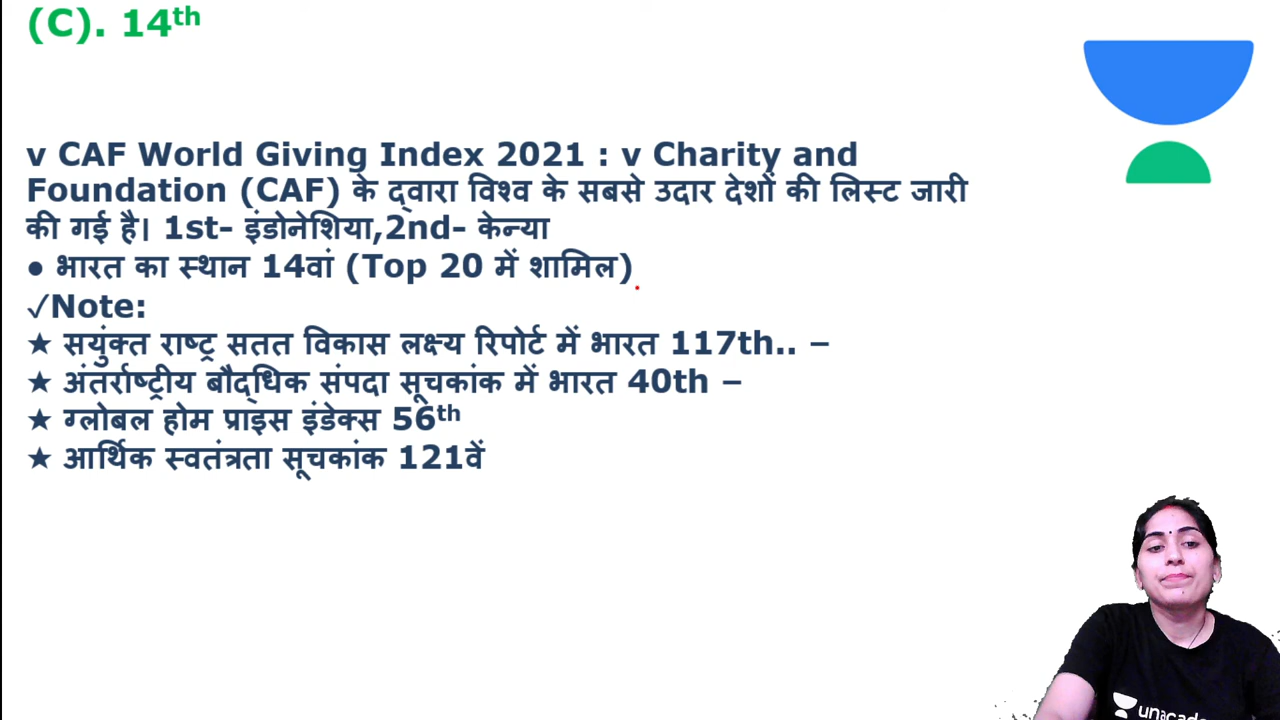 (C). 14th
v CAF World Giving Index 2021 : v Charity and
Foundation (CAF) के द्वारा विश्व के सबसे उदार देशों की लिस्ट जारी
की गई है। 1st- इंडोनेशिया,2nd- केन्या
● भारत का स्थान 14वां (Top 20 में शामिल)
✓Note:
★ सयुंक्त राष्ट्र सतत विकास लक्ष्य रिपोर्ट में भारत 117th.. –
★ अंतर्राष्ट्रीय बौद्धिक संपदा सूचकांक में भारत 40th –
★ ग्लोबल होम प्राइस इंडेक्स 56th
★ आर्थिक स्वतंत्रता सूचकांक 121वें